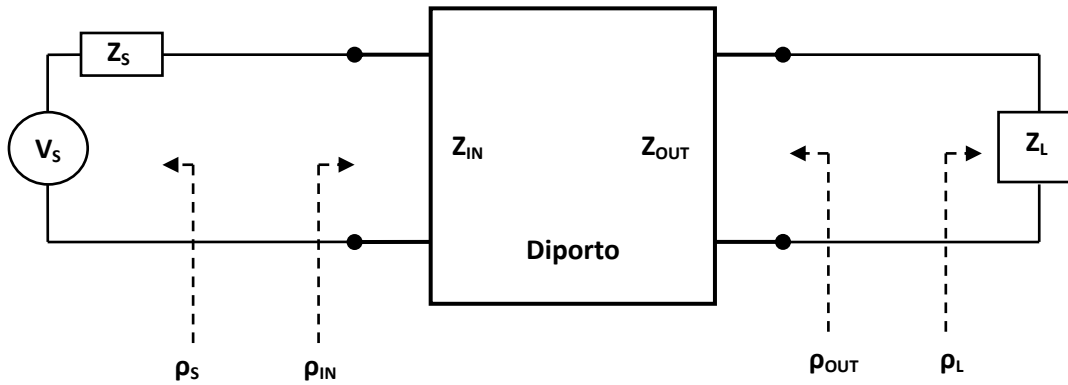 Z_S
V_S
Z_IN
Z_OUT
Z_L
Diporto
ρ_S
ρ_IN
ρ_OUT
ρ_L